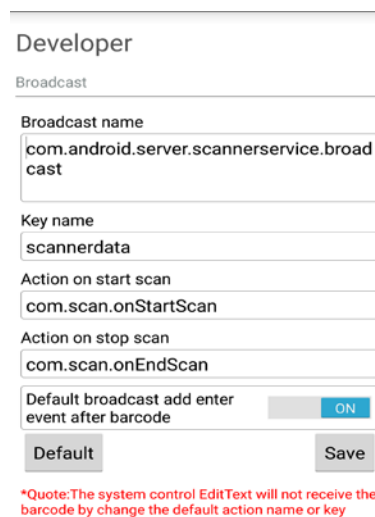 Developer
Broadcast
Broadcast name
com.android.server.scannerservice.broad
cast
Key name
scannerdata
Action on start scan
com.scan.onStartScan
Action on stop scan
com.scan.onEndScan
Default broadcast add enter
event after barcode
ON
Default
Save
*Quote:The system control EditText will not receive the
barcode by change the default action name or key